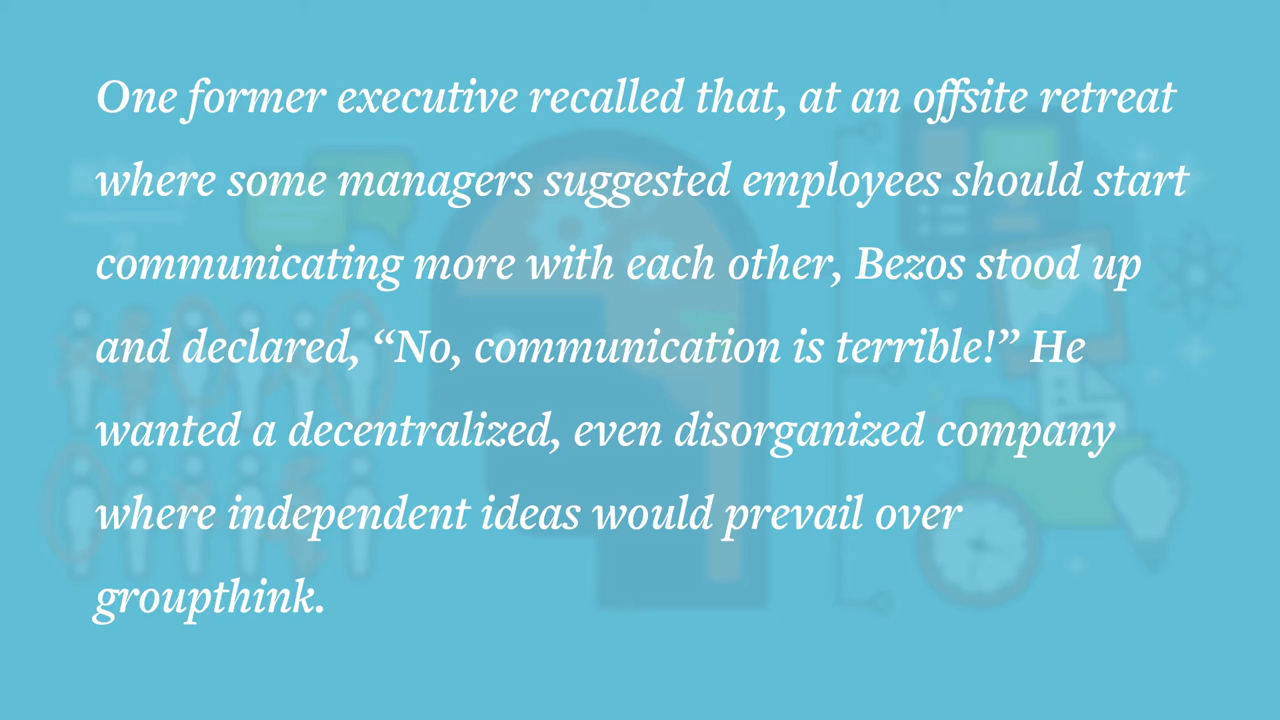 One former executive recalled that, at an offsite retreat
where some managers suggested employees should start
communicating more with each other, Bezos stood up
and declared, “No, communication is terrible!” He
wanted a decentralized, even disorganized company
where independent ideas would prevail over
groupthink.